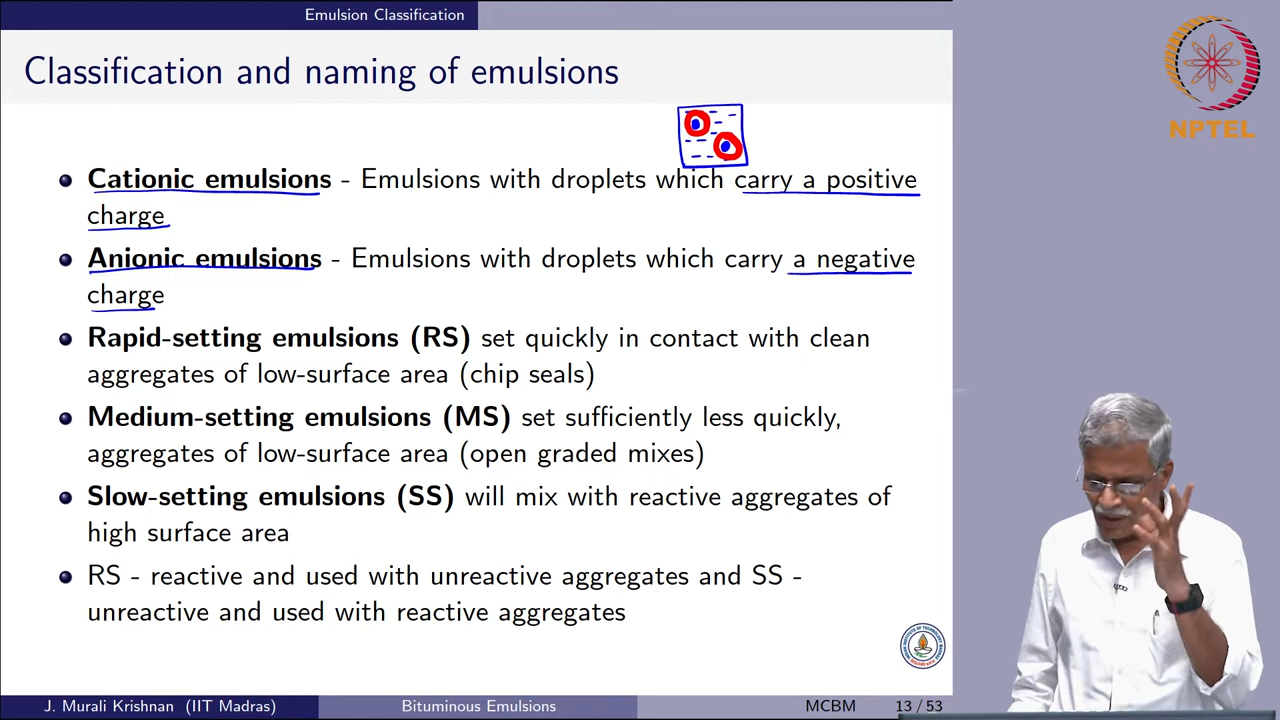 Emulsion Classification
Classification and naming of emulsions
NPTEL
Cationic emulsions - Emulsions with droplets which carry a positive
charge
Anionic emulsions - Emulsions with droplets which carry a negative
charge
Rapid-setting emulsions (RS) set quickly in contact with clean
aggregates of low-surface area (chip seals)
Medium-setting emulsions (MS) set sufficiently less quickly,
aggregates of low-surface area (open graded mixes)
Slow-setting emulsions (SS) will mix with reactive aggregates of
high surface area
RS - reactive and used with unreactive aggregates and SS -
unreactive and used with reactive aggregates
J. Murali Krishnan (IIT Madras) Bituminous Emulsions MCBM 13 / 53